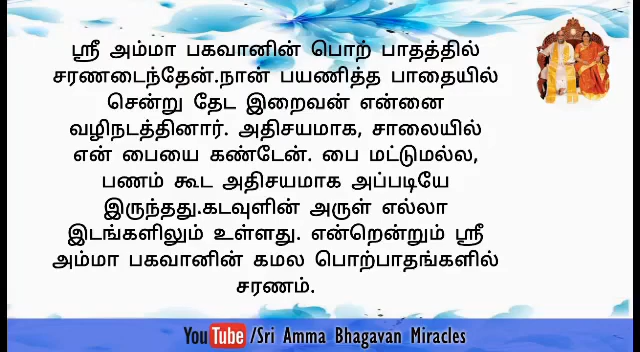 ஸ்ரீ அம்மா பகவானின் பொற் பாதத்தில்
சரணடைந்தேன்.நான் பயணித்த பாதையில்
சென்று தேட இறைவன் என்னை
வழிநடத்தினார். அதிசயமாக, சாலையில்
என் பையை கண்டேன். பை மட்டுமல்ல,
பணம் கூட அதிசயமாக அப்படியே
இருந்தது.கடவுளின் அருள் எல்லா
இடங்களிலும் உள்ளது. என்றென்றும் ஸ்ரீ
அம்மா பகவானின் கமல பொற்பாதங்களில்
சரணம்.
YouTube /Sri Amma Bhagavan Miracles